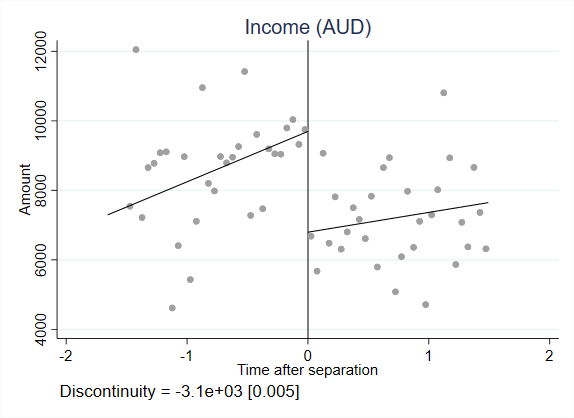 Income (AUD)
12000
10000
8000
6000
4000
Amount
-2
-1
0
1
2
Time after separation
Discontinuity = -3.1e+03 [0.005]